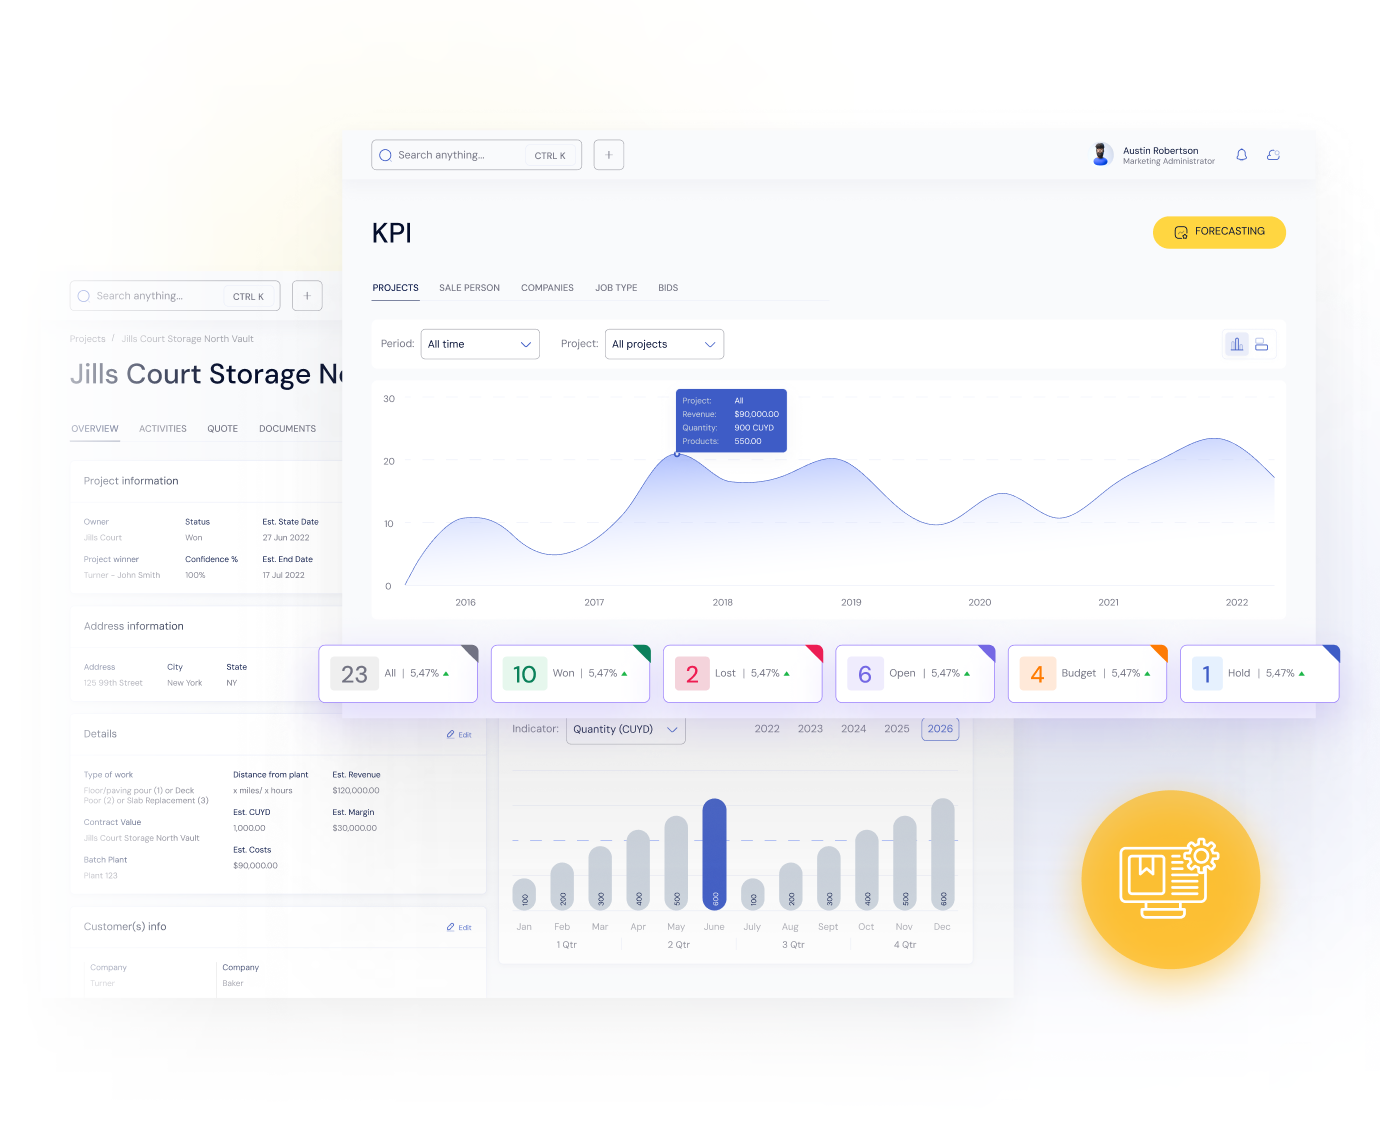 Search anything...
CTRL K
+
Austin Robertson
Marketing Administrator
KPI
FORECASTING
PROJECTS
SALE PERSON
COMPANIES
JOB TYPE
BIDS
Period:
All time
Project:
All projects
30
20
10
0
Project: All
Revenue: $90,000.00
Quantity: 900 CUYD
Products: 550.00
2016
2017
2018
2019
2020
2021
2022
23 All | 5,47%
10 Won | 5,47%
2 Lost | 5,47%
6 Open | 5,47%
4 Budget | 5,47%
1 Hold | 5,47%
Search anything...
CTRL K
+
Projects / Jills Court Storage North Vault
Jills Court Storage No
OVERVIEW
ACTIVITIES
QUOTE
DOCUMENTS
Project information
Owner
Jills Court
Status
Won
Est. State Date
27 Jun 2022
Project winner
Turner - John Smith
Confidence %
100%
Est. End Date
17 Jul 2022
Address information
Address
125 99th Street
City
New York
State
NY
Details
Edit
Type of work
Floor/paving pour (1) or Deck
Poor (2) or Slab Replacement (3)
Contract Value
Jills Court Storage North Vault
Batch Plant
Plant 123
Distance from plant
x miles/ x hours
Est. CUYD
1,000.00
Est. Costs
$90,000.00
Est. Revenue
$120,000.00
Est. Margin
$30,000.00
Customer(s) info
Edit
Company
Turner
Company
Baker
Indicator:
Quantity (CUYD)
2022
2023
2024
2025
2026
100
200
300
400
500
600
100
200
300
400
500
600
Jan
Feb
Mar
Apr
May
June
July
Aug
Sept
Oct
Nov
Dec
1 Qtr
2 Qtr
3 Qtr
4 Qtr